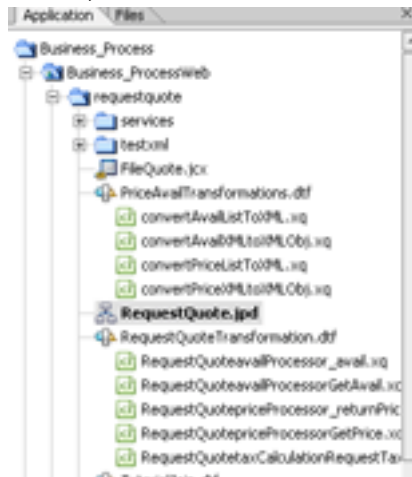 Application Files
Business_Process
Business_ProcessWeb
requestquote
services
testxml
FileQuote.jcx
PriceAvailTransformations.dtf
convertAvailListToXML.xq
convertAvailXMLtoXMLObj.xq
convertPriceListToXML.xq
convertPriceXMLtoXMLObj.xq
RequestQuote.jpd
RequestQuoteTransformation.dtf
RequestQuoteavailProcessor_avail.xq
RequestQuoteavailProcessorGetAvail.xq
RequestQuotepriceProcessor_returnPric
RequestQuotepriceProcessorGetPrice.xq
RequestQuotetaxCalculationRequestTax